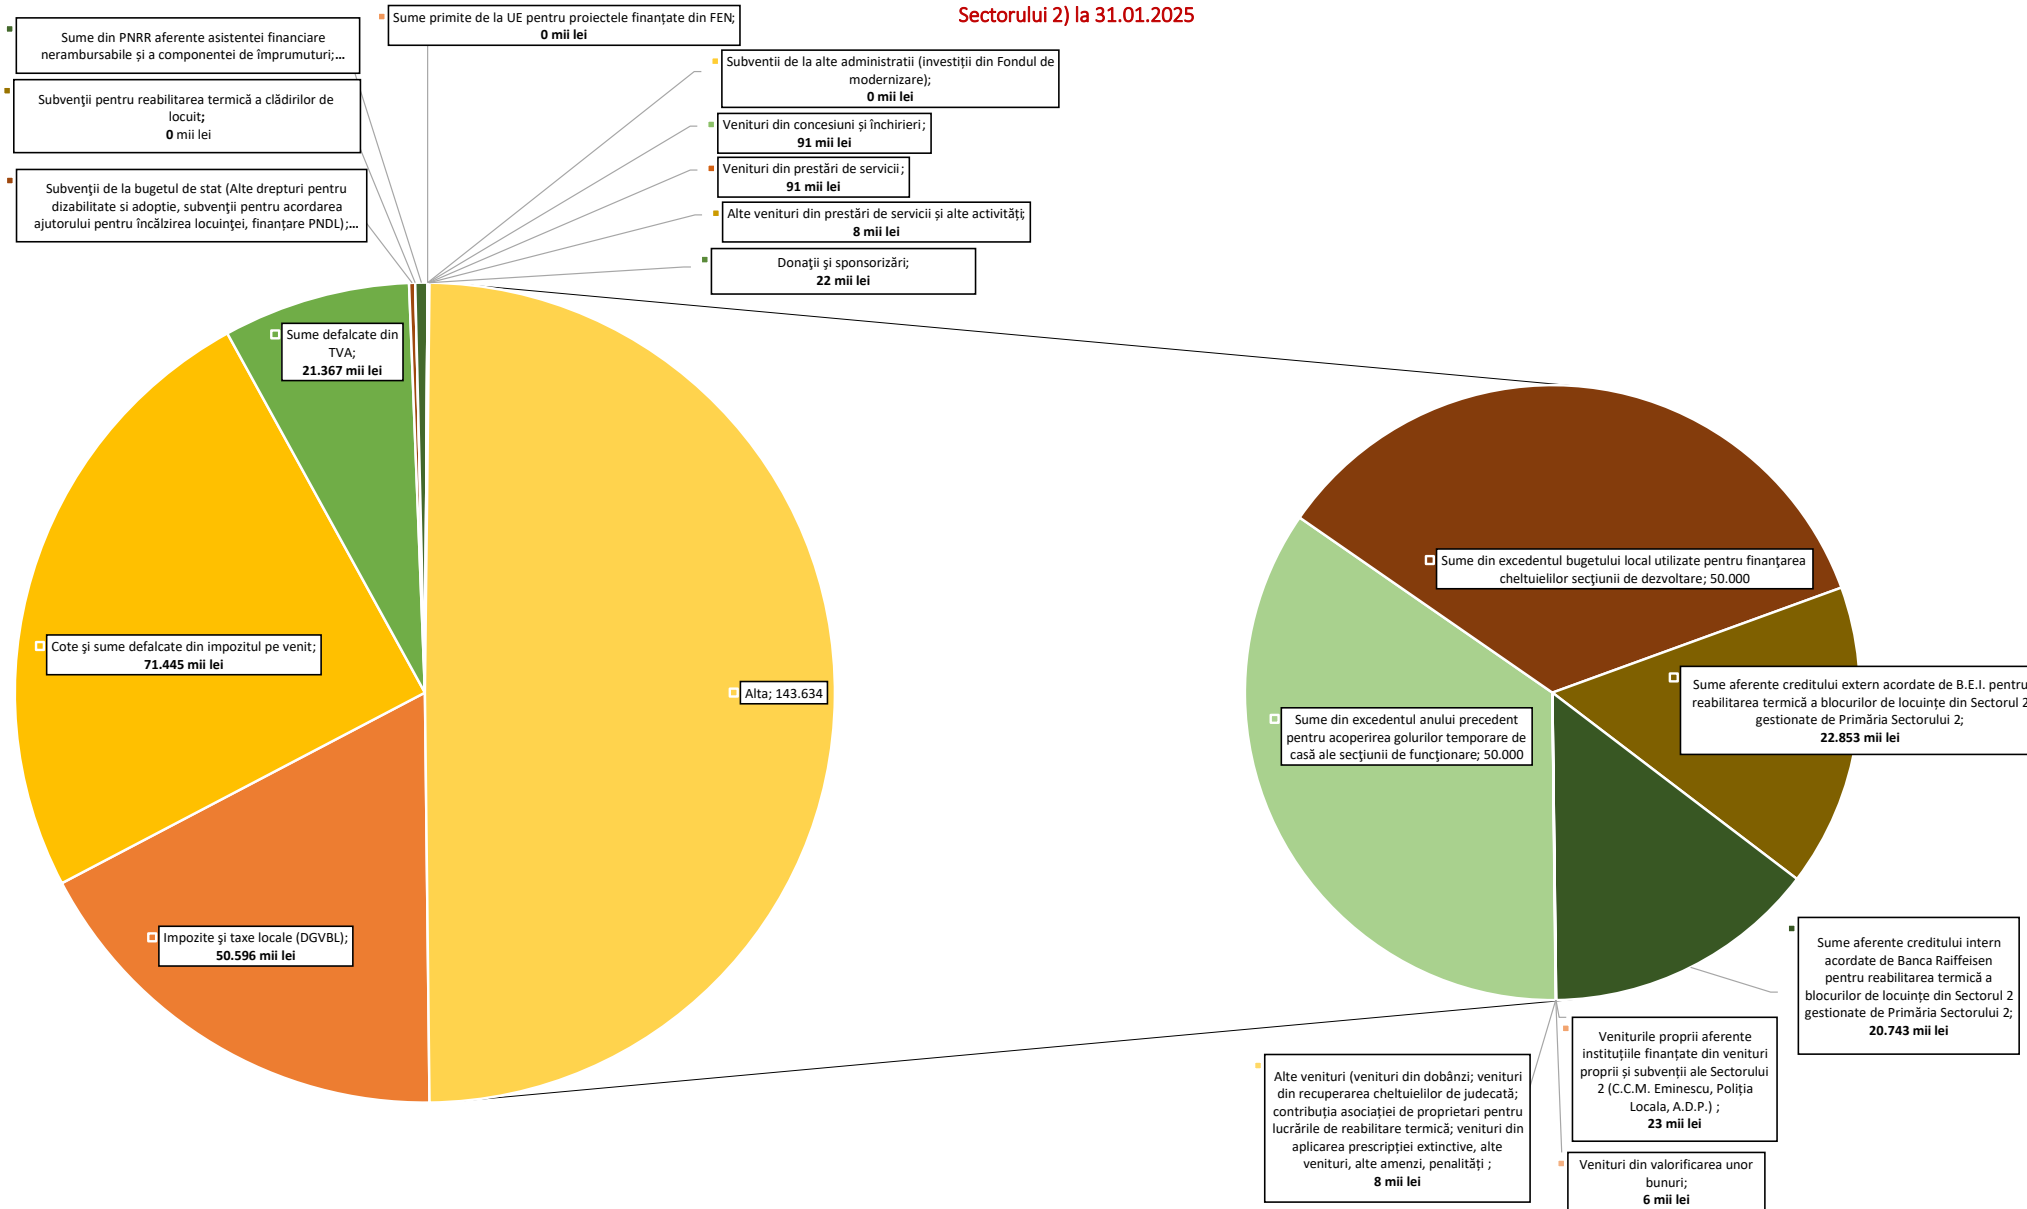 Sectorului 2) la 31.01.2025
Sume primite de la UE pentru proiectele finanțate din FEN;
0 mii lei
Sume din PNRR aferente asistentei financiare
nerambursabile și a componentei de împrumuturi;...
Subvenţii pentru reabilitarea termică a clădirilor de
locuit;
0 mii lei
Subvenţii de la bugetul de stat (Alte drepturi pentru
dizabilitate si adoptie, subvenţii pentru acordarea
ajutorului pentru încălzirea locuinţei, finanțare PNDL);...
Subventii de la alte administratii (investiții din Fondul de
modernizare);
0 mii lei
Venituri din concesiuni și închirieri;
91 mii lei
Venituri din prestări de servicii;
91 mii lei
Alte venituri din prestări de servicii și alte activități;
8 mii lei
Donaţii şi sponsorizări;
22 mii lei
Sume defalcate din
TVA;
21.367 mii lei
Cote şi sume defalcate din impozitul pe venit;
71.445 mii lei
Impozite şi taxe locale (DGVBL);
50.596 mii lei
Alta; 143.634
Sume din excedentul bugetului local utilizate pentru finanţarea
cheltuielilor secţiunii de dezvoltare; 50.000
Sume aferente creditului extern acordate de B.E.I. pentru
reabilitarea termică a blocurilor de locuințe din Sectorul 2
gestionate de Primăria Sectorului 2;
22.853 mii lei
Sume din excedentul anului precedent
pentru acoperirea golurilor temporare de
casă ale secţiunii de funcţionare; 50.000
Sume aferente creditului intern
acordate de Banca Raiffeisen
pentru reabilitarea termică a
blocurilor de locuințe din Sectorul 2
gestionate de Primăria Sectorului 2;
20.743 mii lei
Veniturile proprii aferente
instituțiile finanțate din venituri
proprii și subvenții ale Sectorului
2 (C.C.M. Eminescu, Poliția
Locala, A.D.P.) ;
23 mii lei
Alte venituri (venituri din dobânzi; venituri
din recuperarea cheltuielilor de judecată;
contribuția asociației de proprietari pentru
lucrările de reabilitare termică; venituri din
aplicarea prescripției extinctive, alte
venituri, alte amenzi, penalități ;
8 mii lei
Venituri din valorificarea unor
bunuri;
6 mii lei